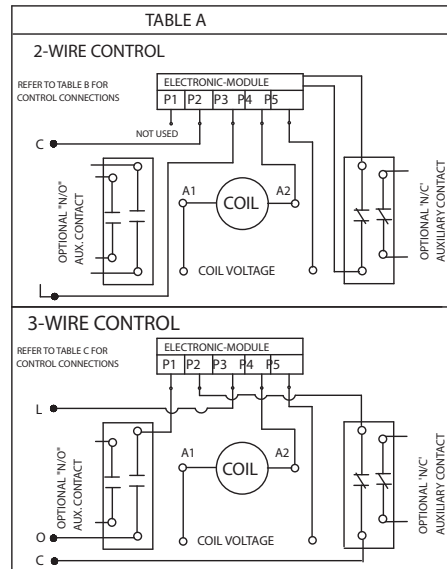 TABLE A
2-WIRE CONTROL
REFER TO TABLE B FOR
CONTROL CONNECTIONS
ELECTRONIC-MODULE
P1 P2 P3 P4 P5
NOT USED
C
OPTIONAL "N/O"
AUX. CONTACT
A1
COIL
A2
COIL VOLTAGE
OPTIONAL 'N/C'
AUXILIARY CONTACT
L
3-WIRE CONTROL
REFER TO TABLE C FOR
CONTROL CONNECTIONS
ELECTRONIC-MODULE
P1 P2 P3 P4 P5
L
OPTIONAL "N/O"
AUX. CONTACT
A1
COIL
A2
COIL VOLTAGE
OPTIONAL 'N/C'
AUXILIARY CONTACT
O
C